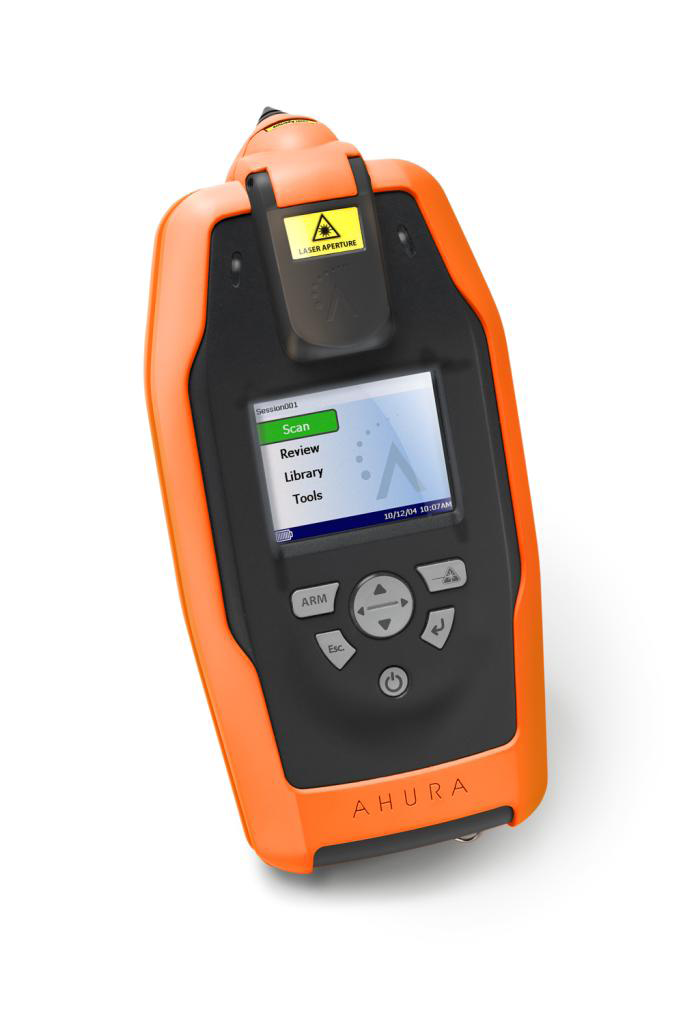 LASER APERTURE
Session001
Scan
Review
Library
Tools
10/12/04 10:07AM
ARM
Esc.
AHURA